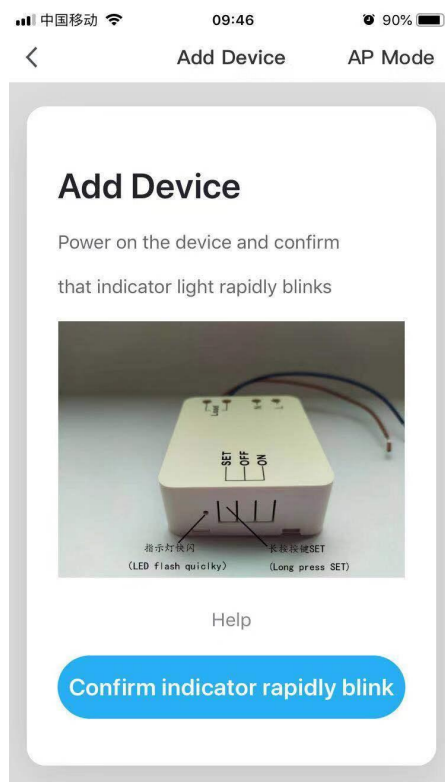 中国移动 09:46 90%
Add Device AP Mode
Add Device
Power on the device and confirm
that indicator light rapidly blinks
Load N L
SET
OFF
ON
指示灯快闪 长按按键SET
(LED flash quiclky) (Long press SET)
Help
Confirm indicator rapidly blink